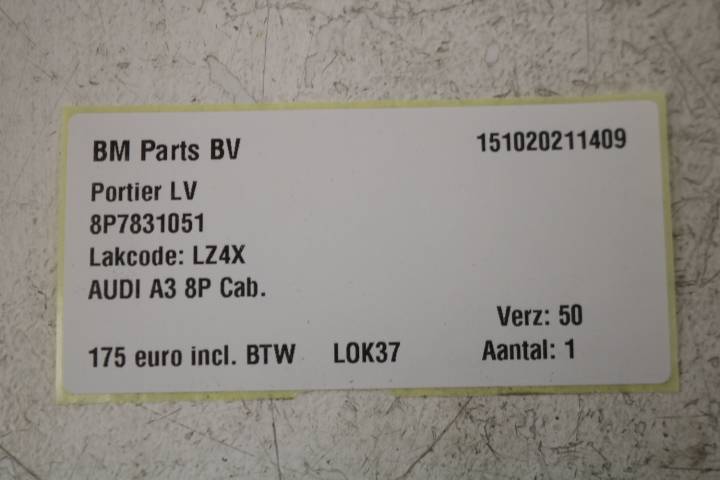 BM Parts BV
151020211409
Portier LV
8P7831051
Lakcode: LZ4X
AUDI A3 8P Cab.
Verz: 50
175 euro incl. BTW LOK37 Aantal: 1